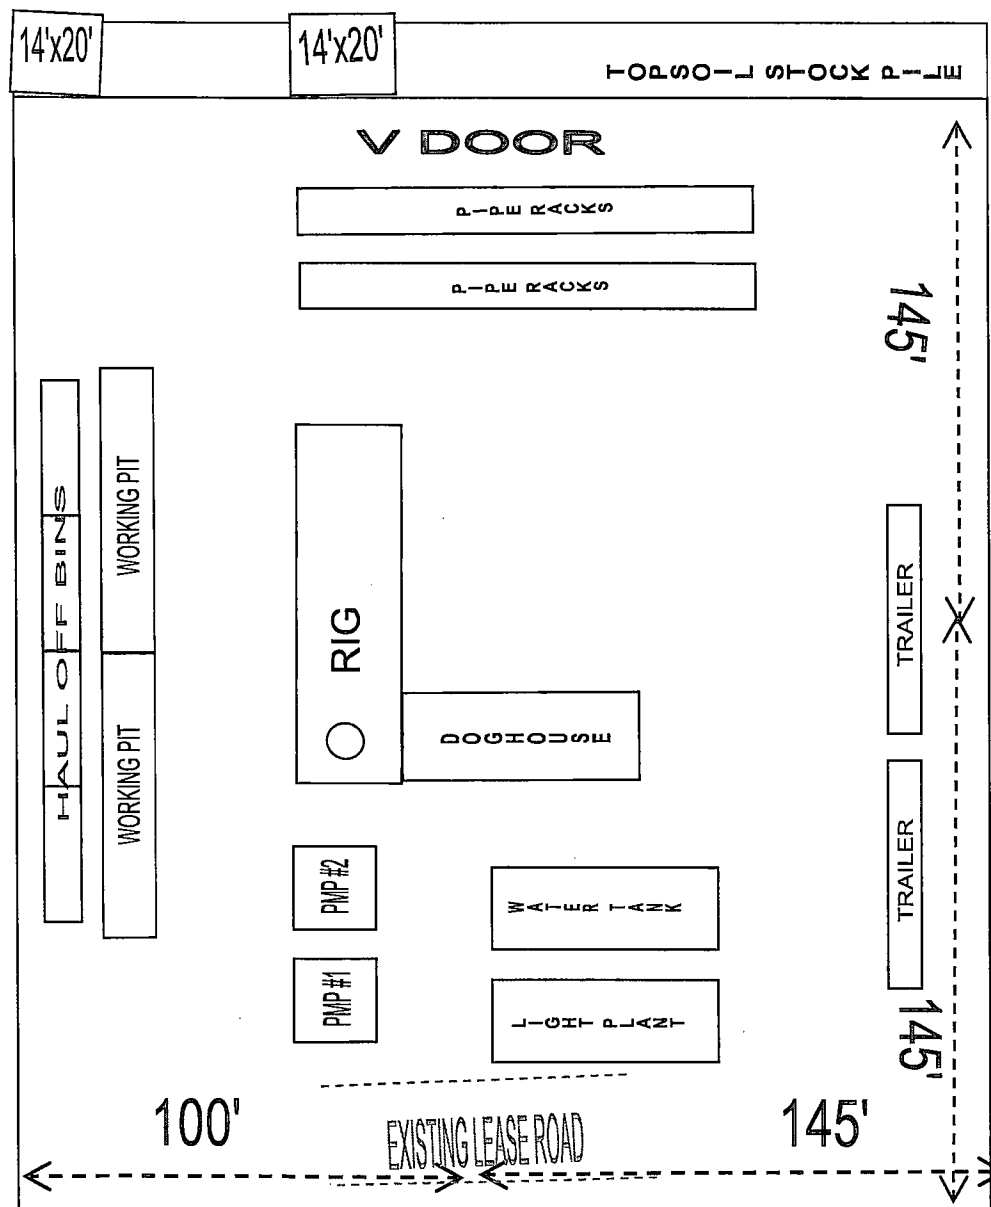 14'x20'
14'x20'
TOPSOIL STOCK PILE
V DOOR
PIPE RACKS
PIPE RACKS
145'
HAUL OFF BINS
WORKING PIT
WORKING PIT
RIG
DOGHOUSE
TRAILER
TRAILER
PMP #2
WATER TANK
PMP #1
LIGHT PLANT
145'
100'
EXISTING LEASE ROAD
145'